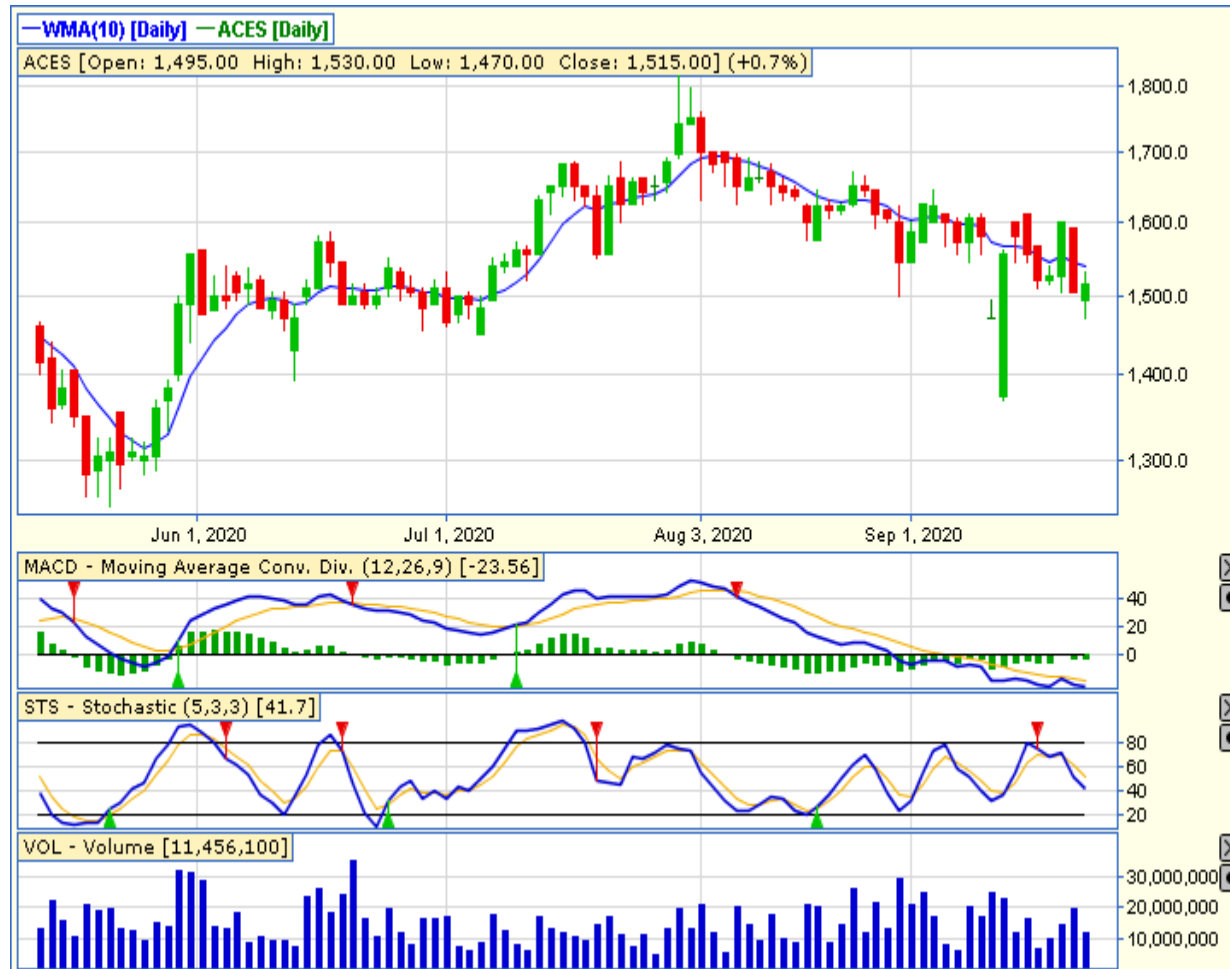 WMA(10) [Daily] ACES [Daily]
ACES [Open: 1,495.00 High: 1,530.00 Low: 1,470.00 Close: 1,515.00] (+0.7%)
1,800.0
1,700.0
1,600.0
1,500.0
1,400.0
1,300.0
Jun 1, 2020 Jul 1, 2020 Aug 3, 2020 Sep 1, 2020
MACD - Moving Average Conv. Div. (12,26,9) [-23.56]
40
20
0
STS - Stochastic (5,3,3) [41.7]
80
60
40
20
VOL - Volume [11,456,100]
30,000,000
20,000,000
10,000,000